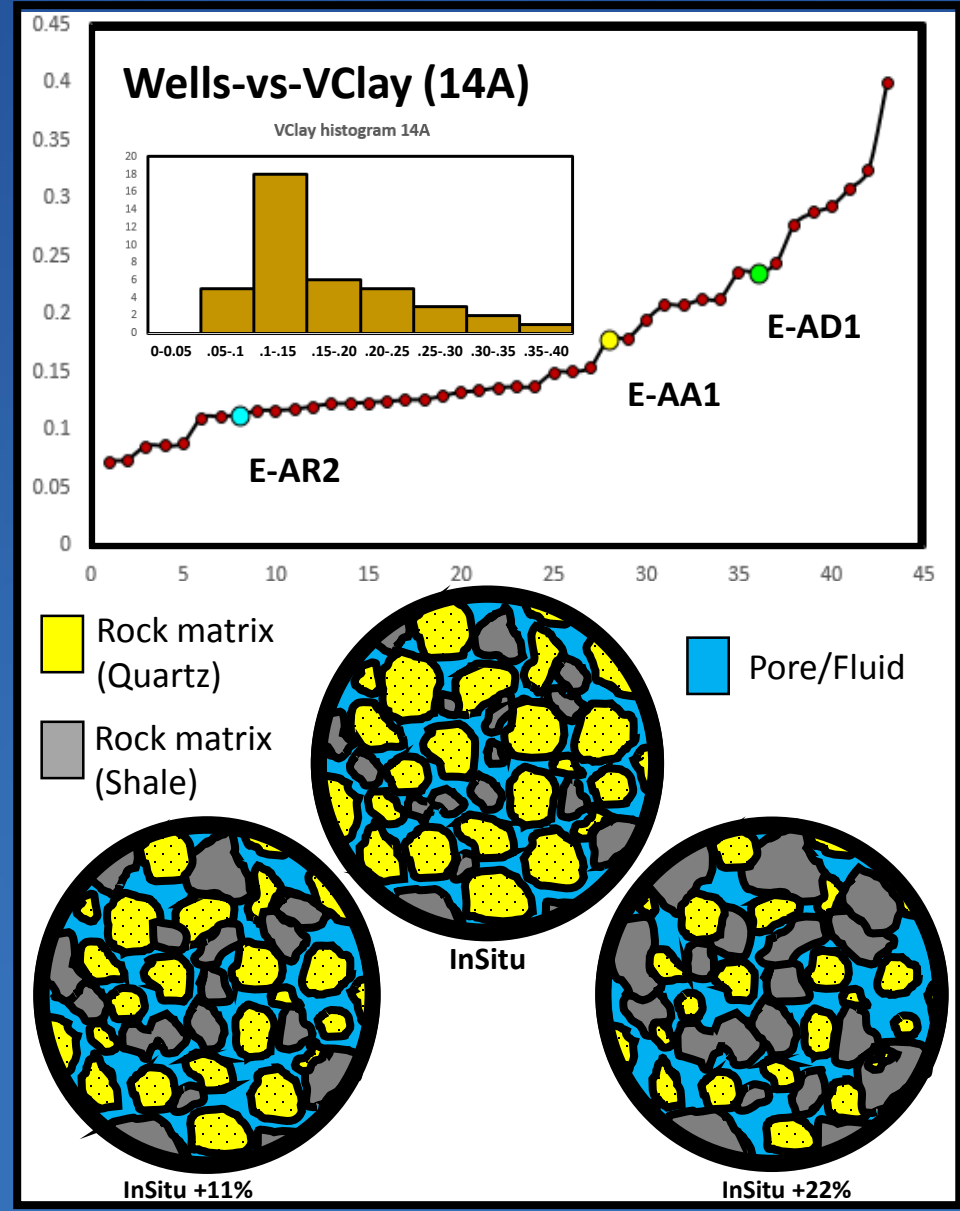 0.45
0.4
0.35
0.3
0.25
0.2
0.15
0.1
0.05
0
Wells-vs-VClay (14A)
VClay histogram 14A
20
18
16
14
12
10
8
6
4
2
0
0-0.05 .05-.1 .1-.15 .15-.20 .20-.25 .25-.30 .30-.35 .35-.40
E-AD1
E-AA1
E-AR2
0 5 10 15 20 25 30 35 40 45
Rock matrix
(Quartz)
Pore/Fluid
Rock matrix
(Shale)
InSitu
InSitu +11%
InSitu +22%